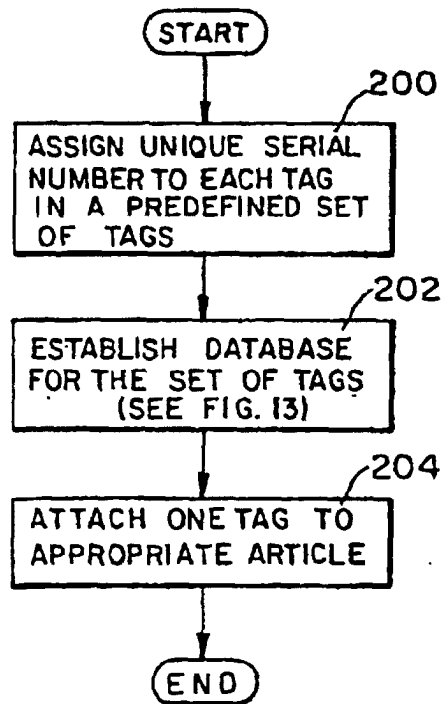 START
200
ASSIGN UNIQUE SERIAL
NUMBER TO EACH TAG
IN A PREDEFINED SET
OF TAGS
202
ESTABLISH DATABASE
FOR THE SET OF TAGS
(SEE FIG. 13)
204
ATTACH ONE TAG TO
APPROPRIATE ARTICLE
END